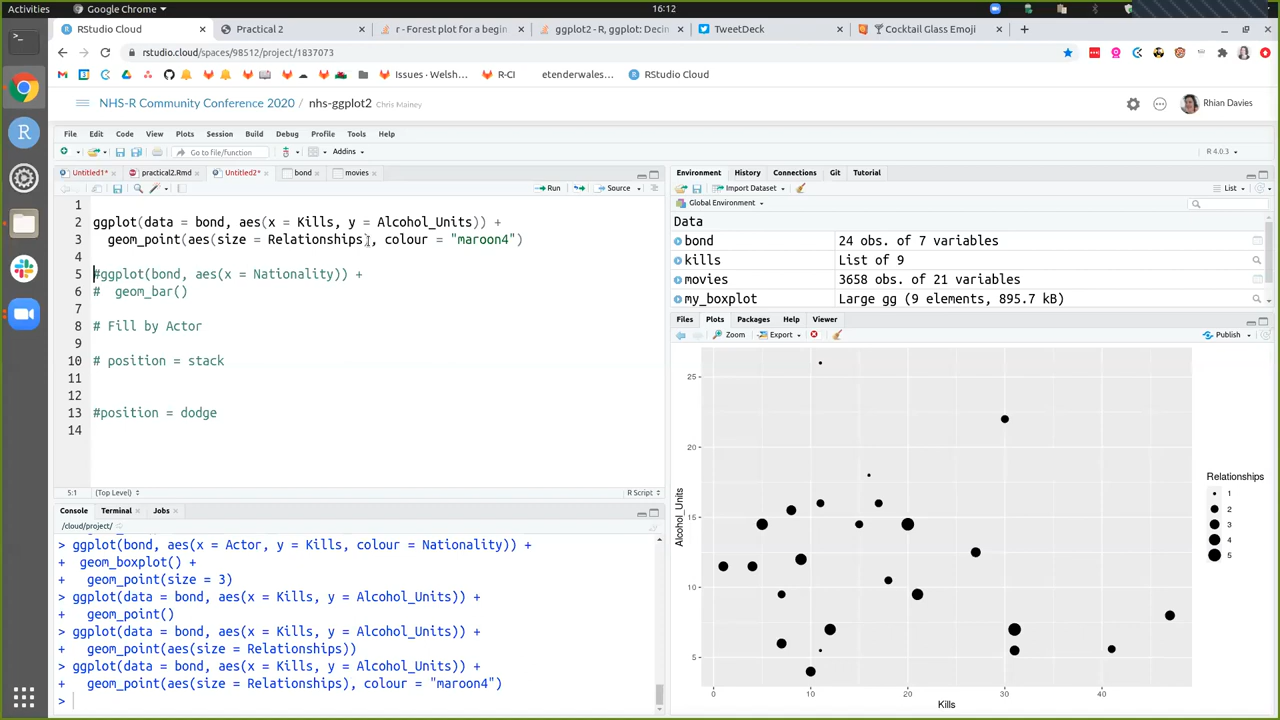 Activities Google Chrome 16:12
RStudio Cloud Practical 2 r - Forest plot for a begin ggplot2 - R, ggplot: Decin TweetDeck Cocktail Glass Emoji
rstudio.cloud/spaces/98512/project/1837073
Issues · Welsh... R-CI etenderwales... RStudio Cloud
NHS-R Community Conference 2020 / nhs-ggplot2 Chris Mainey Rhian Davies
File Edit Code View Plots Session Build Debug Profile Tools Help
Go to file/function Addins R 4.0.3
Untitled1* practical2.Rmd Untitled2* bond movies
Run Source
1
2 ggplot(data = bond, aes(x = Kills, y = Alcohol_Units)) +
3 geom_point(aes(size = Relationships), colour = "maroon4")
4
5 #ggplot(bond, aes(x = Nationality)) +
6 # geom_bar()
7
8 # Fill by Actor
9
10 # position = stack
11
12
13 #position = dodge
14
5:1 (Top Level) R Script
Console Terminal Jobs
/cloud/project/
> ggplot(bond, aes(x = Actor, y = Kills, colour = Nationality)) +
+ geom_boxplot() +
+ geom_point(size = 3)
> ggplot(data = bond, aes(x = Kills, y = Alcohol_Units)) +
+ geom_point()
> ggplot(data = bond, aes(x = Kills, y = Alcohol_Units)) +
+ geom_point(aes(size = Relationships))
> ggplot(data = bond, aes(x = Kills, y = Alcohol_Units)) +
+ geom_point(aes(size = Relationships), colour = "maroon4")
>
Environment History Connections Git Tutorial
Import Dataset List
Global Environment
Data
bond 24 obs. of 7 variables
kills List of 9
movies 3658 obs. of 21 variables
my_boxplot Large gg (9 elements, 895.7 kB)
Files Plots Packages Help Viewer
Zoom Export Publish
25
20
15
10
5
Alcohol_Units
0 10 20 30 40
Kills
Relationships
1
2
3
4
5